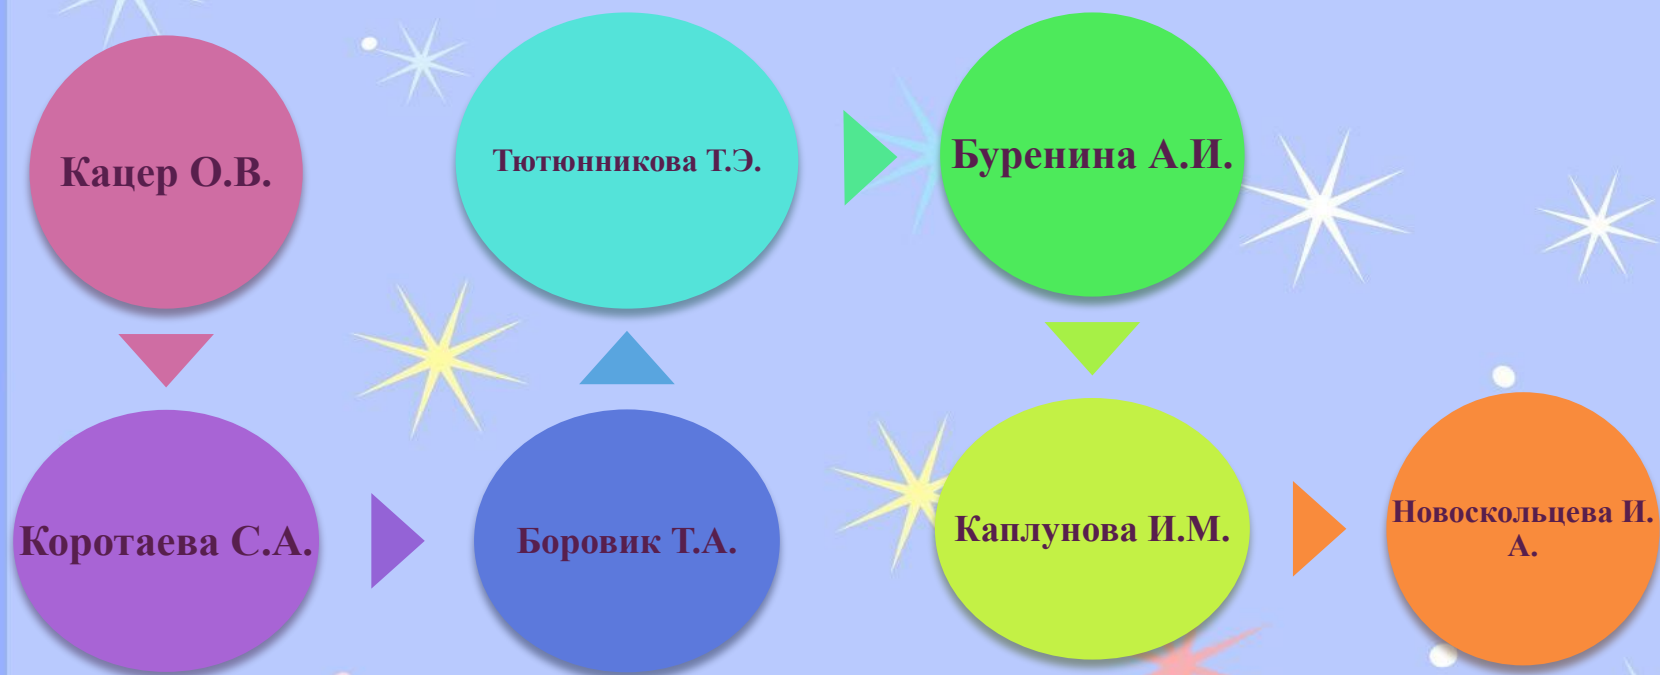 Кацер О.В.
Тютюнникова Т.Э.
Буренина А.И.
Коротаева С.А.
Боровик Т.А.
Каплунова И.М.
Новоскольцева И.
А.